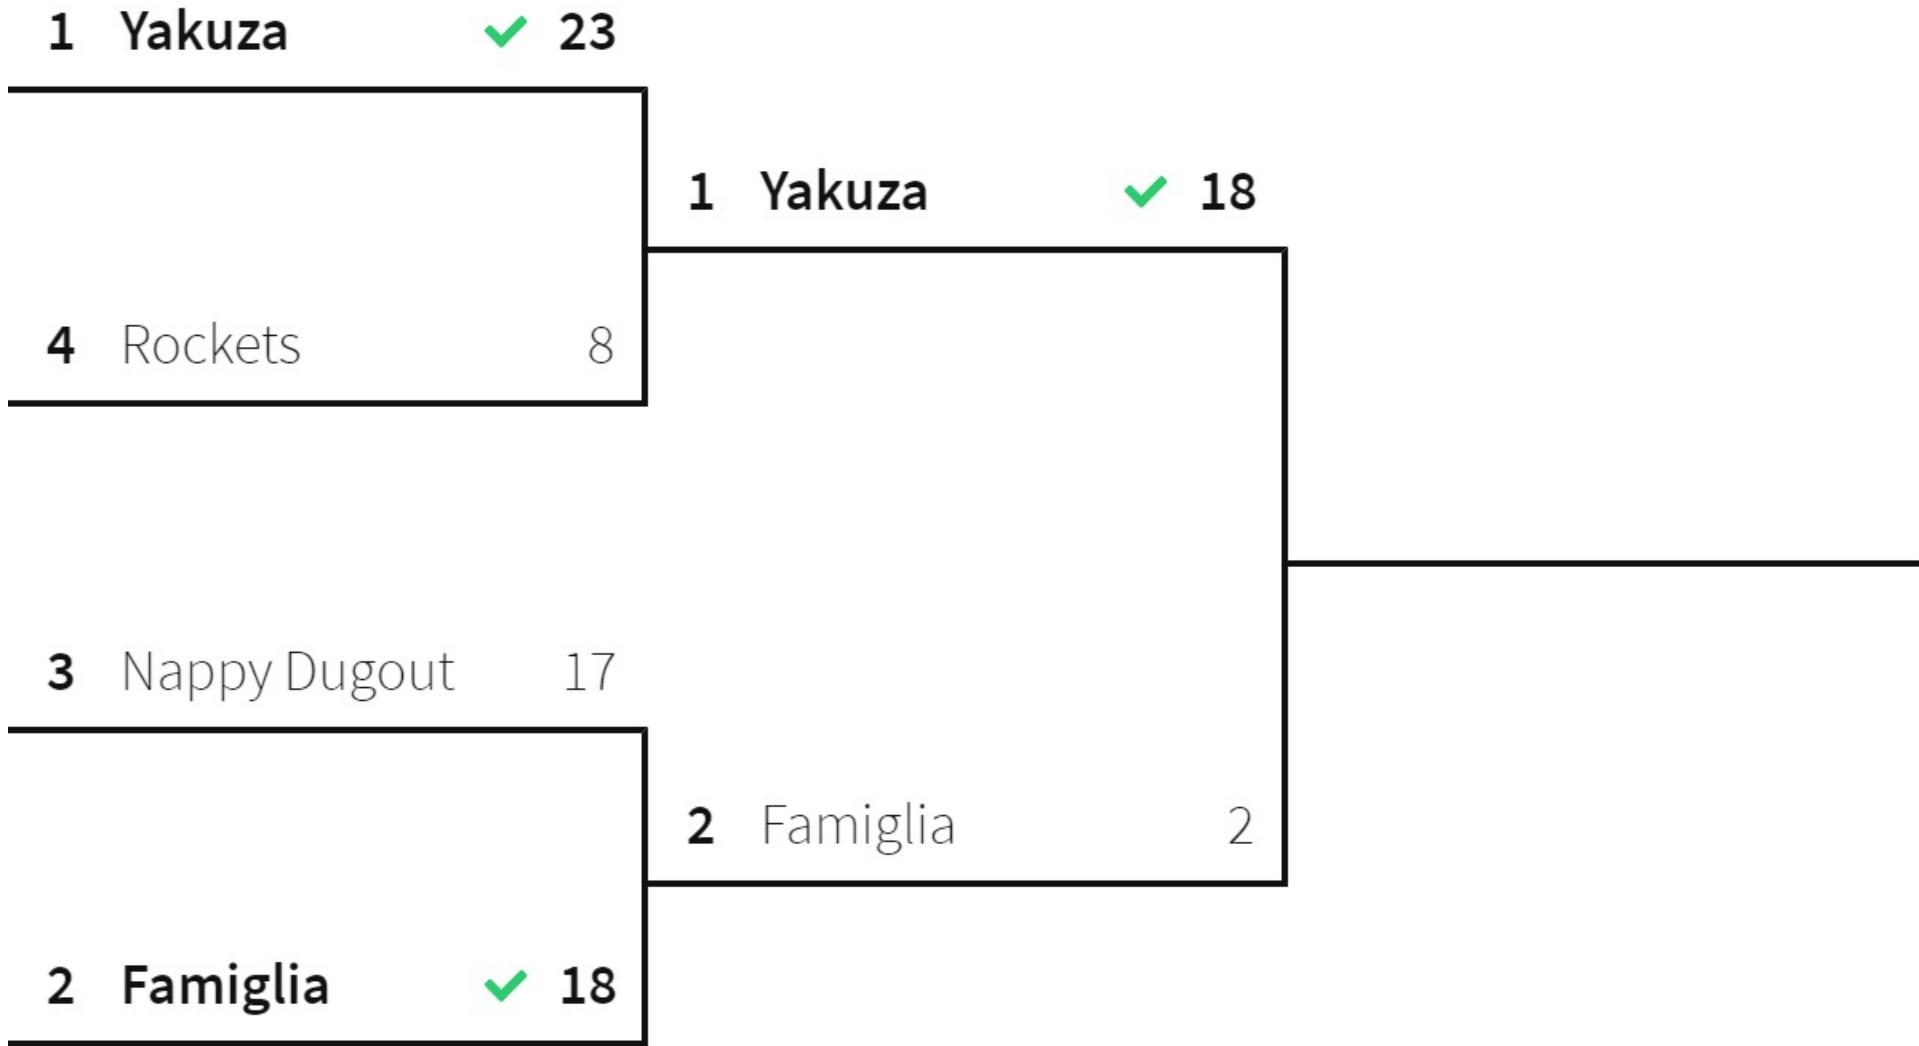 1 Yakuza 23
1 Yakuza 18
4 Rockets 8
3 Nappy Dugout 17
2 Famiglia 2
2 Famiglia 18